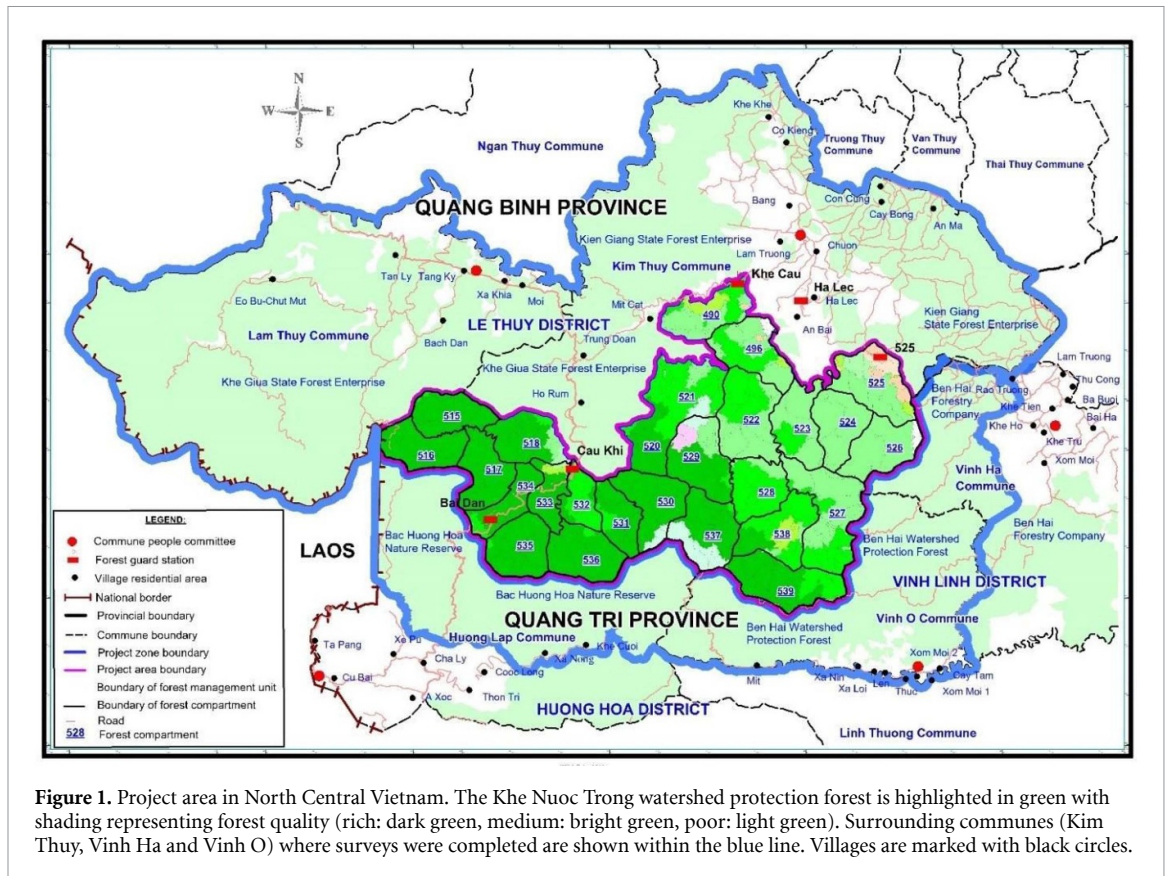 N
W E
S
Khe Khe
Co Kieng
Truong Thuy
Commune
Van Thuy
Commune
Thai Thuy Commune
Ngan Thuy Commune
QUANG BINH PROVINCE
Bang
Con Cung
Cay Bong
An Ma
Kien Giang State Forest Enterprise
Lam Truong
Chuon
Kim Thuy Commune
Khe Cau
Tan Ly
Tang Ky
Xa Khia
Moi
Eo Bu-Chut Mut
Mit Cat
Ha Lec
Ha Lec
490
An Bai
Kien Giang
State Forest Enterprise
Lam Thuy Commune
LE THUY DISTRICT
Bach Dan
Trung Doan
496
525
525
Khe Giua State Forest Enterprise
Khe Giua State Forest Enterprise
Ho Rum
Ben Hai
Forestry
Company
Rao Truong
Lam Truong
Thu Cong
Ba Buoi
Bai Ha
Khe Tien
Khe Ho
Khe Tru
Xom Moi
521
522
523
524
526
515
518
520
529
516
517
Cau Khi
Vinh Ha
Commune
534
533
532
530
528
527
531
537
538
535
536
539
Bai Dan
Bac Huong Hoa
Nature Reserve
Ben Hai Watershed
Protection Forest
Ben Hai
Forestry Company
LAOS
Bac Huong Hoa Nature Reserve
VINH LINH DISTRICT
QUANG TRI PROVINCE
Ben Hai Watershed
Protection Forest
Vinh O Commune
Huong Lap Commune
Ta Pang
Xe Pu
Cha Ly
Cooc Long
Xa Nong
Khe Cuoi
Cu Bai
A Xoc
Thon Tri
Mit
Xa Nin
Xa Loi
Len
Thuc
Xom Moi 2
Cay Tam
Xom Moi 1
HUONG HOA DISTRICT
Linh Thuong Commune
LEGEND:
Commune people committee
Forest guard station
Village residential area
National border
Provincial boundary
Commune boundary
Project zone boundary
Project area boundary
Boundary of forest management unit
Boundary of forest compartment
Road
528 Forest compartment
Figure 1. Project area in North Central Vietnam. The Khe Nuoc Trong watershed protection forest is highlighted in green with
shading representing forest quality (rich: dark green, medium: bright green, poor: light green). Surrounding communes (Kim
Thuy, Vinh Ha and Vinh O) where surveys were completed are shown within the blue line. Villages are marked with black circles.